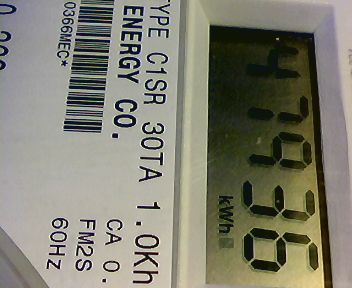 TYPE C1SR 30TA 1.0Kh
ENERGY CO.
CA 0.
FM2S
60HZ
0366MEC*
47936
kWh